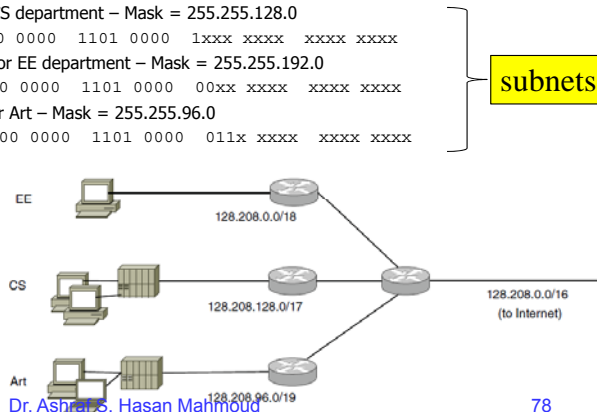 S department – Mask = 255.255.128.0
0 0000 1101 0000 1xxx xxxx xxxx xxxx
or EE department – Mask = 255.255.192.0
0 0000 1101 0000 00xx xxxx xxxx xxxx
r Art – Mask = 255.255.96.0
00 0000 1101 0000 011x xxxx xxxx xxxx
subnets
EE
128.208.0.0/18
CS
128.208.128.0/17
128.208.0.0/16
(to Internet)
Art
128.208.96.0/19
Dr. Ashraf S. Hasan Mahmoud
78